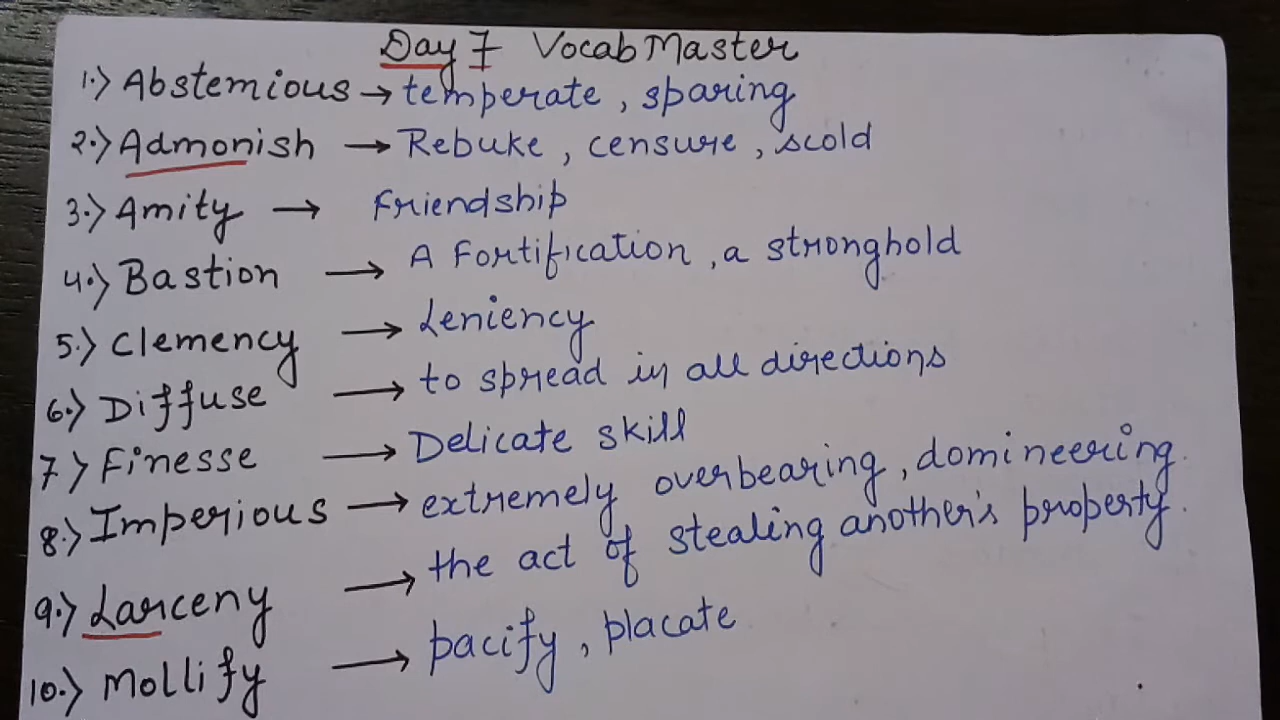 Day 7 Vocab Master
1.) Abstemious → temperate, sparing
2.) Admonish → Rebuke, censure, scold
3.) Amity → Friendship
4.) Bastion → A Fortification, a stronghold
5.) Clemency → Leniency
6.) Diffuse → to spread in all directions
7.) Finesse → Delicate skill
8.) Imperious → extremely overbearing, domineering.
9.) Larceny → the act of stealing another's property.
10.) Mollify → pacify, placate